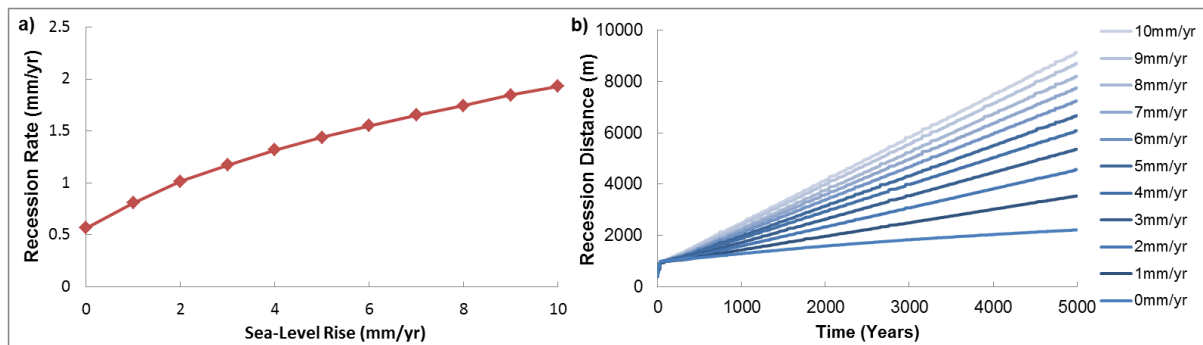 a)
2.5
2
1.5
1
0.5
0
Recession Rate (mm/yr)
0 2 4 6 8 10
Sea-Level Rise (mm/yr)
b)
10000
8000
6000
4000
2000
0
Recession Distance (m)
0 1000 2000 3000 4000 5000
Time (Years)
10mm/yr
9mm/yr
8mm/yr
7mm/yr
6mm/yr
5mm/yr
4mm/yr
3mm/yr
2mm/yr
1mm/yr
0mm/yr